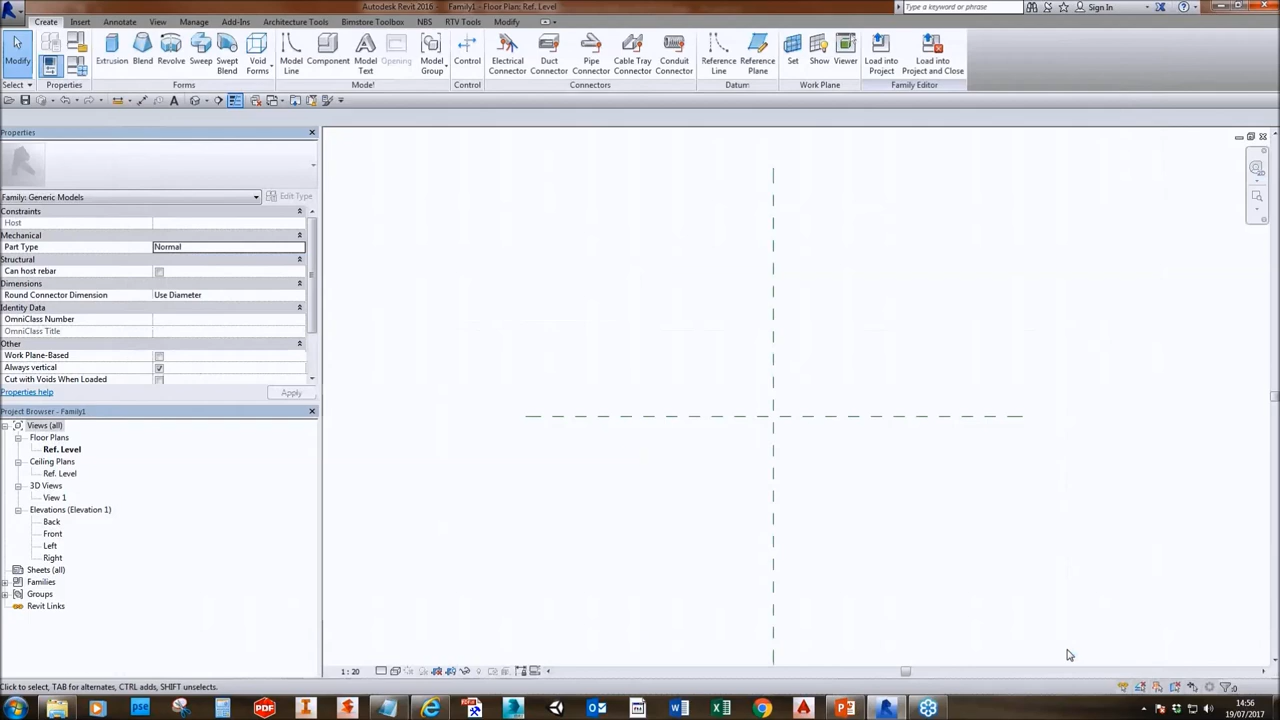 Autodesk Revit 2016 - Family1 - Floor Plan: Ref. Level
Type a keyword or phrase
Sign In
Create Insert Annotate View Manage Add-Ins Architecture Tools Bimstore Toolbox NBS RTV Tools Modify
Modify Extrusion Blend Revolve Sweep Swept Blend Void Forms Model Line Component Model Text Opening Model Group Control Electrical Connector Duct Connector Pipe Connector Cable Tray Connector Conduit Connector Reference Line Reference Plane Set Show Viewer Load into Project Load into Project and Close
Select Properties Forms Model Control Connectors Datum Work Plane Family Editor
Properties
Family: Generic Models
Edit Type
Constraints
Host
Mechanical
Part Type Normal
Structural
Can host rebar
Dimensions
Round Connector Dimension Use Diameter
Identity Data
OmniClass Number
OmniClass Title
Other
Work Plane-Based
Always vertical
Cut with Voids When Loaded
Properties help
Apply
Project Browser - Family1
Views (all)
Floor Plans
Ref. Level
Ceiling Plans
Ref. Level
3D Views
View 1
Elevations (Elevation 1)
Back
Front
Left
Right
Sheets (all)
Families
Groups
Revit Links
1 : 20
Click to select, TAB for alternates, CTRL adds, SHIFT unselects.
:0
pse
PDF
14:56
19/07/2017